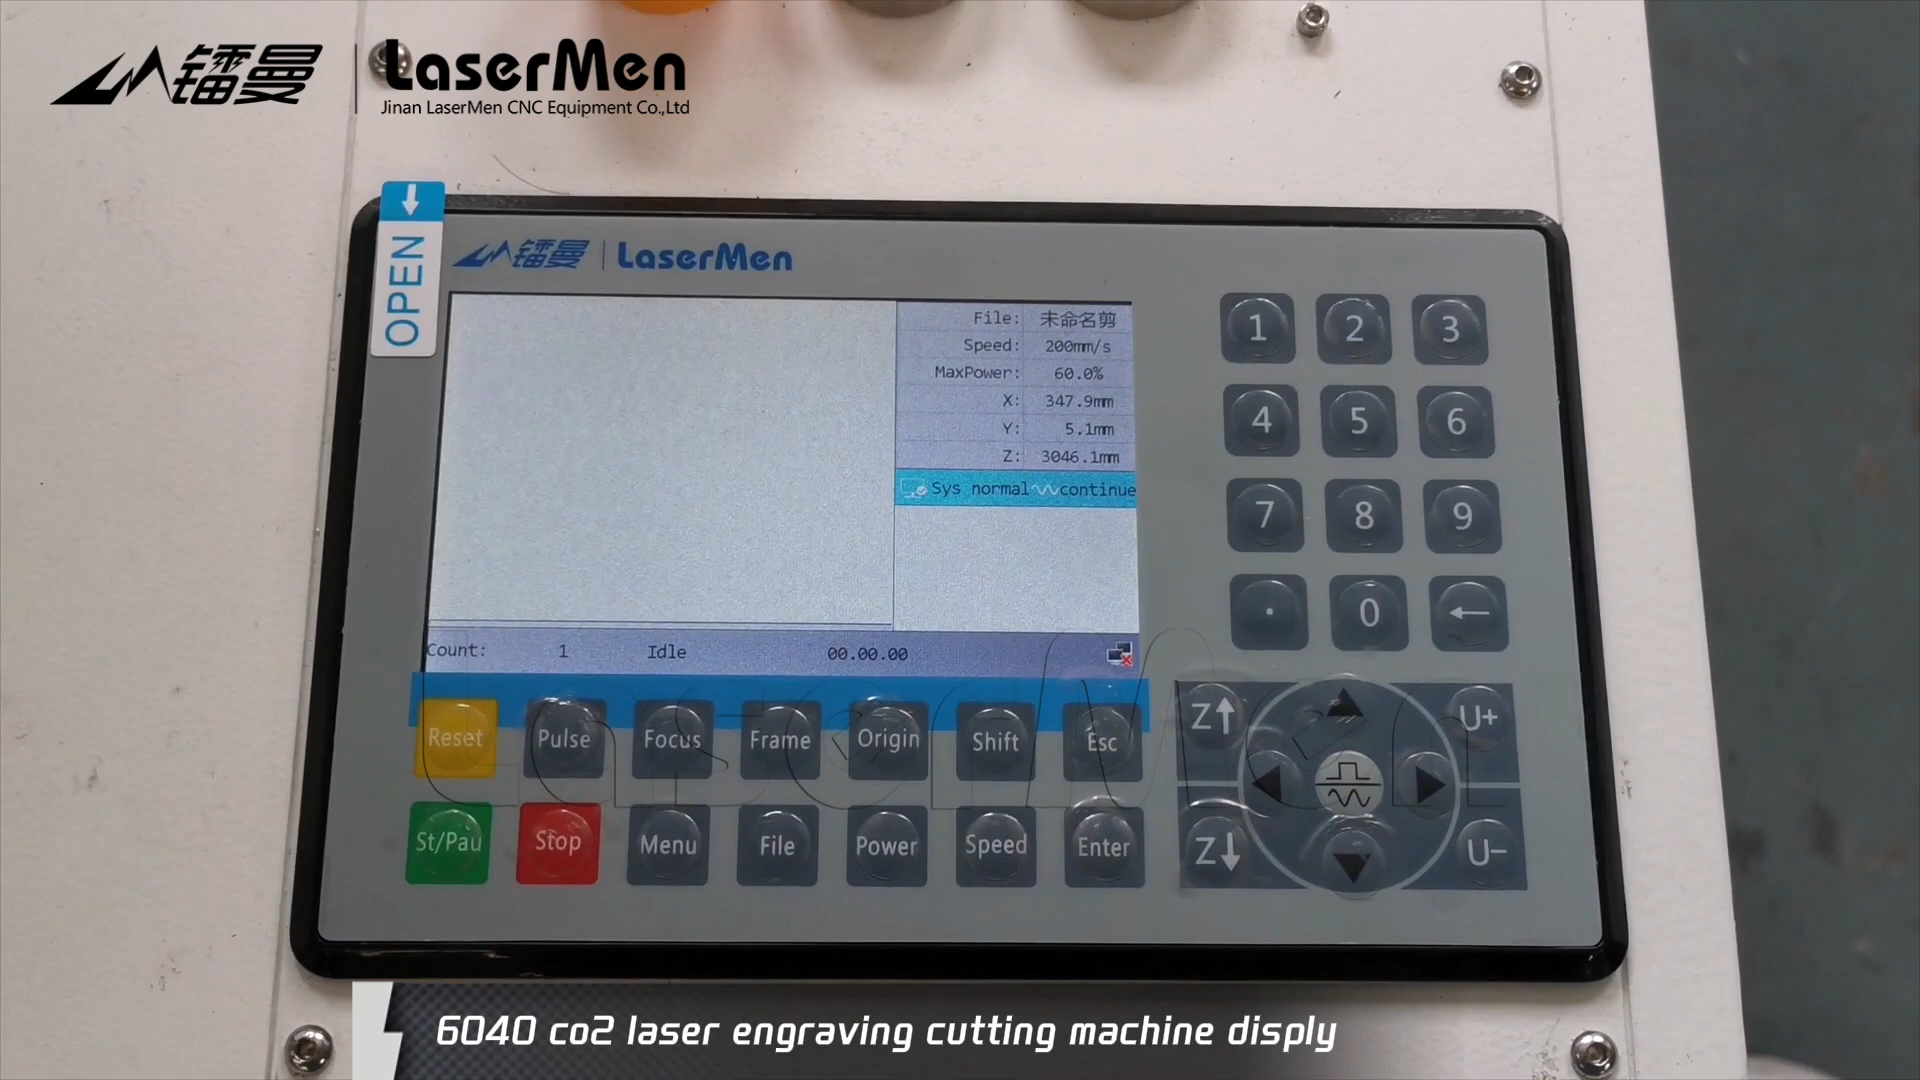 镭曼 LaserMen
Jinan LaserMen CNC Equipment Co.,Ltd
OPEN
镭曼 LaserMen
File: 未命名剪
Speed: 200mm/s
MaxPower: 60.0%
X: 347.9mm
Y: 5.1mm
Z: 3046.1mm
Sys normal continue
Count: 1 Idle 00.00.00
1 2 3
4 5 6
7 8 9
. 0 ←
Reset Pulse Focus Frame Origin Shift Esc
St/Pau Stop Menu File Power Speed Enter
Z↑ U+
Z↓ U-
LaserMen
6040 co2 laser engraving cutting machine disply